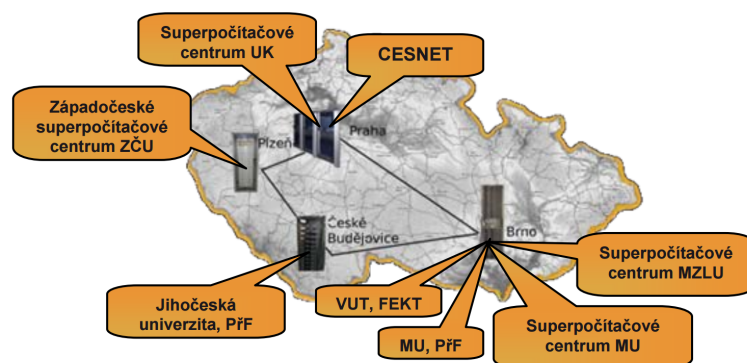 Superpočítačové
centrum UK
CESNET
Západočeské
superpočítačové
centrum ZČU
Plzeň
Praha
České
Budějovice
Brno
Superpočítačové
centrum MZLU
Jihočeská
univerzita, PřF
VUT, FEKT
MU, PřF
Superpočítačové
centrum MU